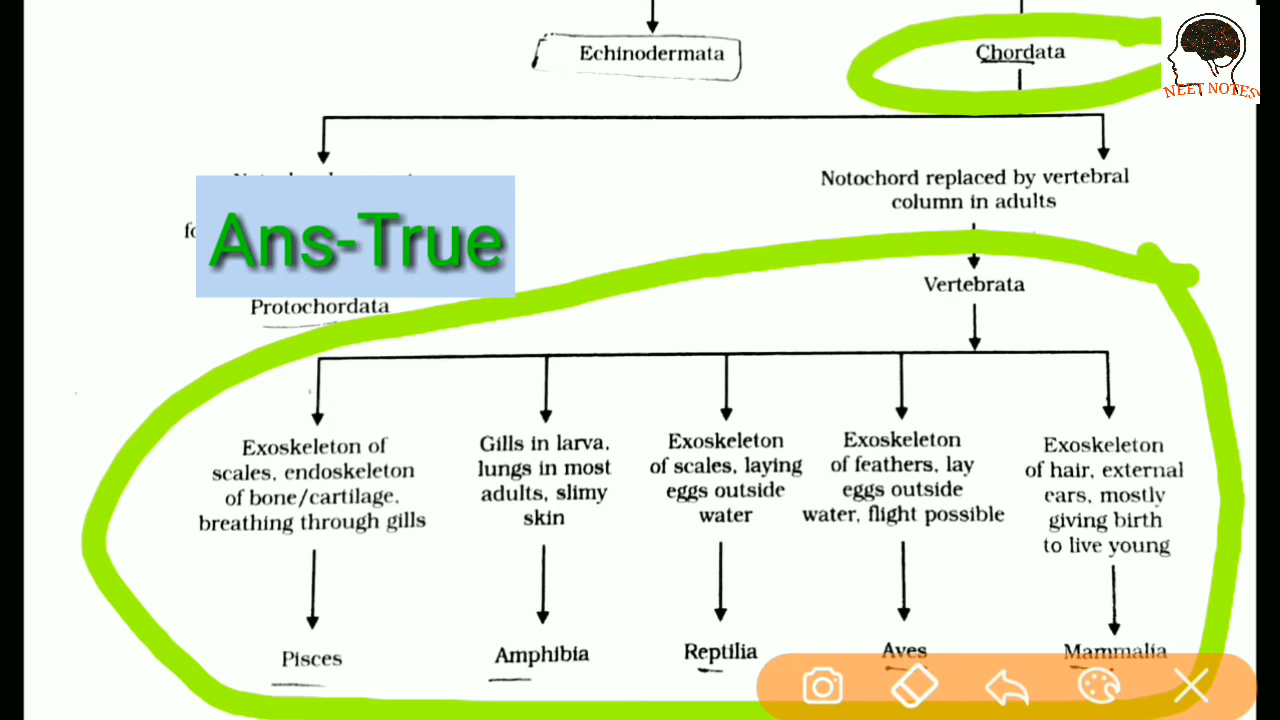 Echinodermata
Chordata
NEET NOTES
Notochord replaced by vertebral
column in adults
Ans-True
Vertebrata
Protochordata
Exoskeleton of
scales, endoskeleton
of bone/cartilage,
breathing through gills
Gills in larva,
lungs in most
adults, slimy
skin
Exoskeleton
of scales, laying
eggs outside
water
Exoskeleton
of feathers, lay
eggs outside
water, flight possible
Exoskeleton
of hair, external
ears, mostly
giving birth
to live young
Pisces
Amphibia
Reptilia
Aves
Mammalia